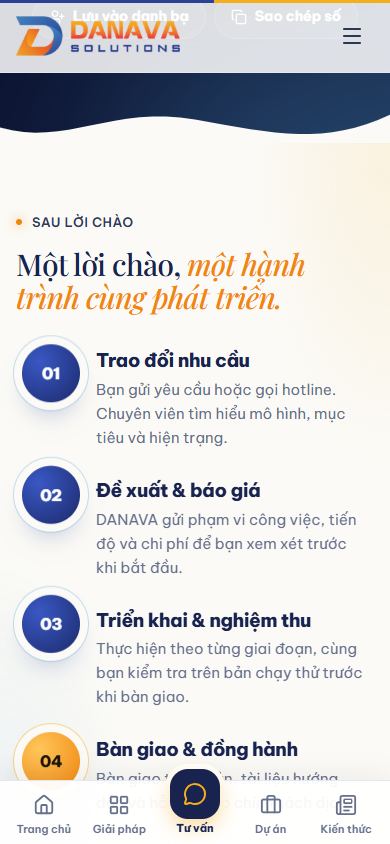 Lưu vào danh bạ
Sao chép số
DANAVA
SOLUTIONS
SAU LỜI CHÀO
Một lời chào, một hành
trình cùng phát triển.
01
Trao đổi nhu cầu
Bạn gửi yêu cầu hoặc gọi hotline.
Chuyên viên tìm hiểu mô hình, mục
tiêu và hiện trạng.
02
Đề xuất & báo giá
DANAVA gửi phạm vi công việc, tiến
độ và chi phí để bạn xem xét trước
khi bắt đầu.
03
Triển khai & nghiệm thu
Thực hiện theo từng giai đoạn, cùng
bạn kiểm tra trên bản chạy thử trước
khi bàn giao.
04
Bàn giao & đồng hành
Bàn giao tài liệu hướng
Trang chủ
Giải pháp
Tư vấn
Dự án
Kiến thức